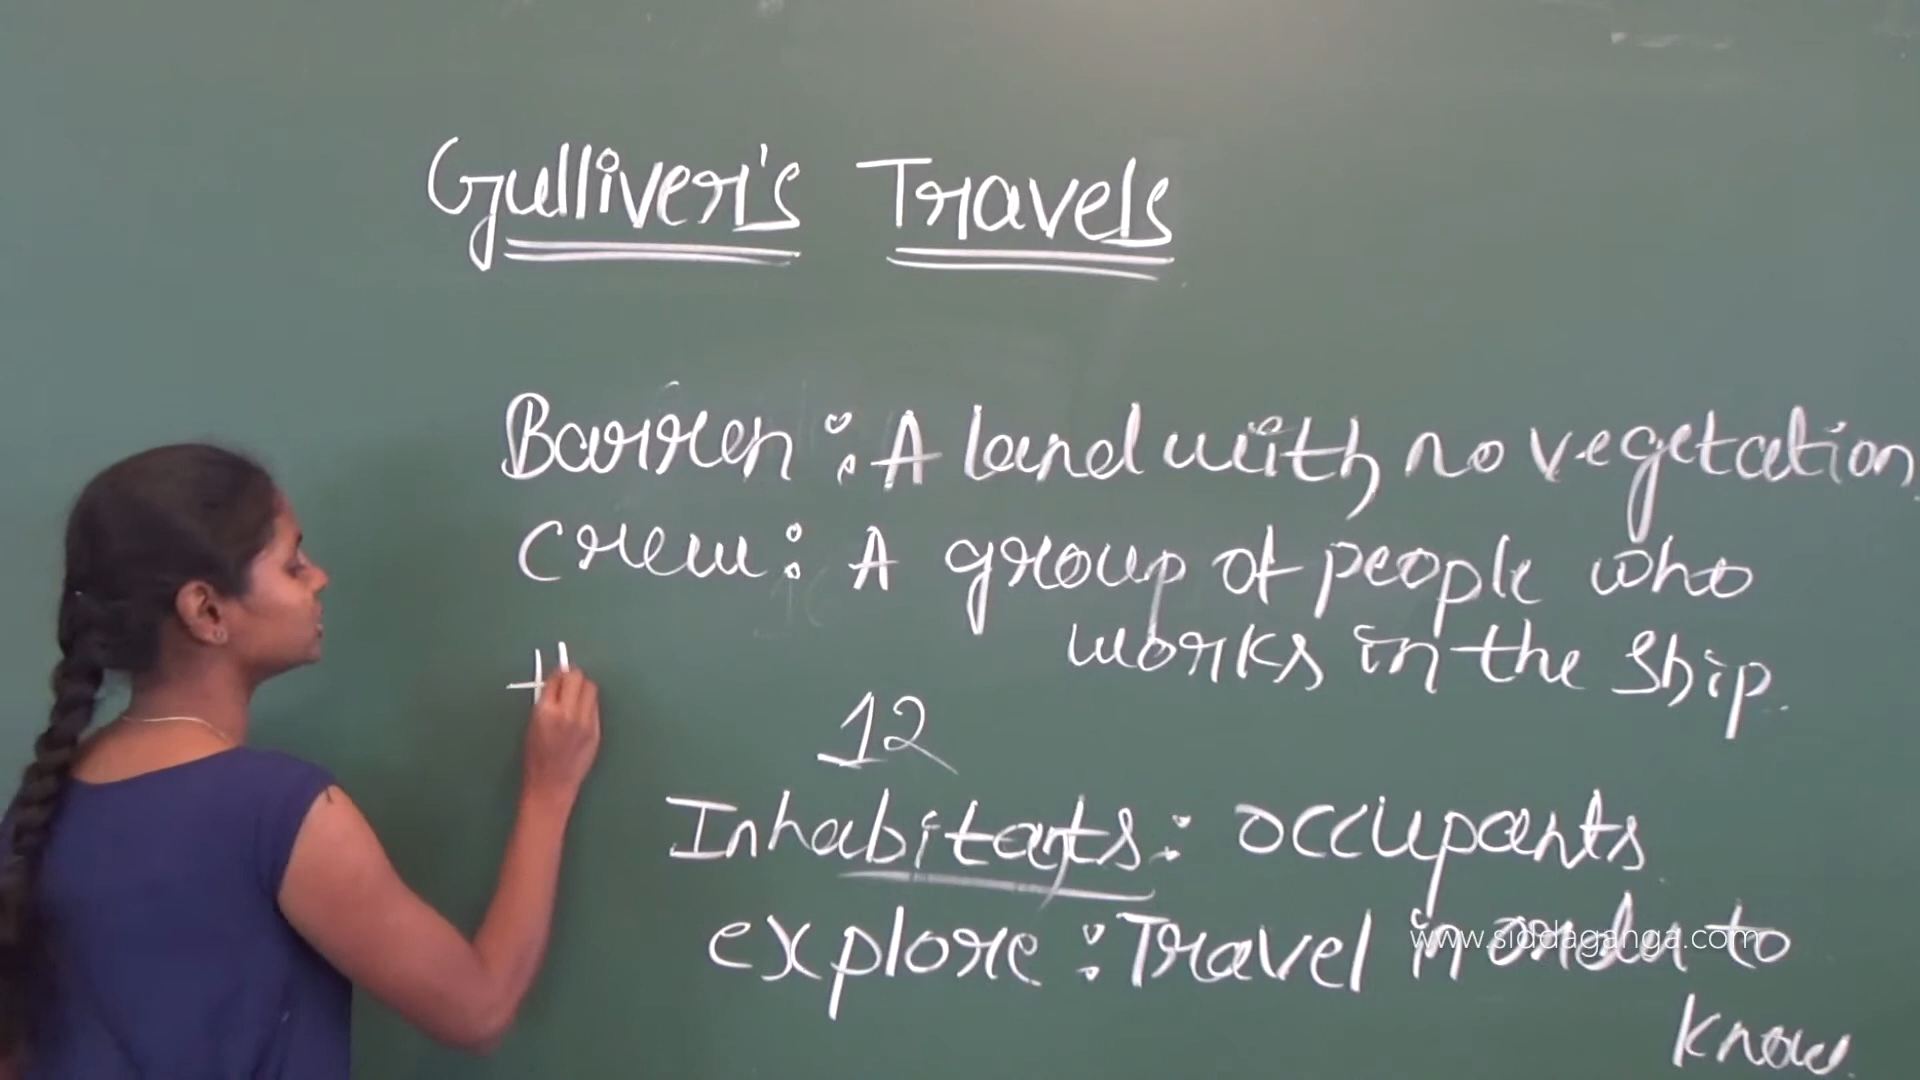 Gulliver's Travels
Barren : A land with no vegetation.
Crew : A group of people who
works in the ship.
12
Inhabitants : occupants.
explore : Travel in order to
know.
www.siddaganga.com